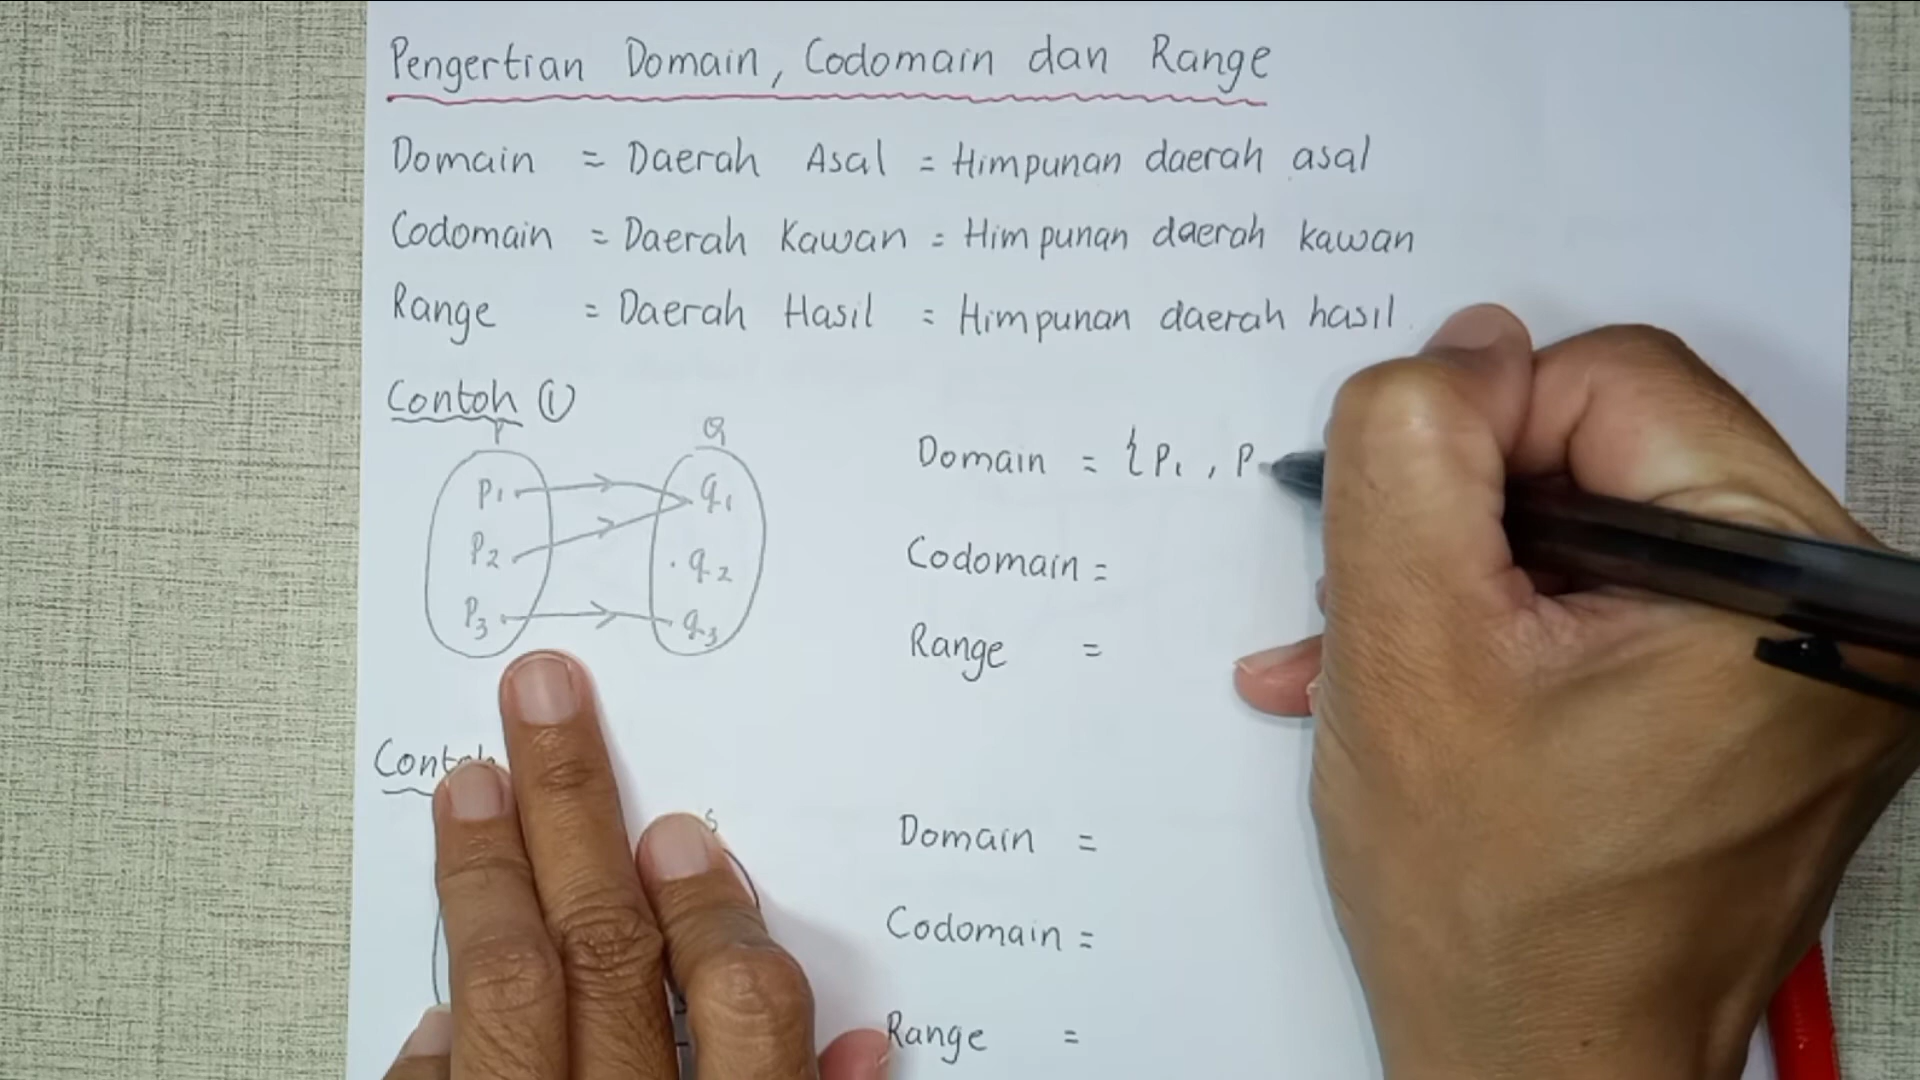 Pengertian Domain, Codomain dan Range
Domain = Daerah Asal = Himpunan daerah asal
Codomain = Daerah Kawan = Himpunan daerah kawan
Range = Daerah Hasil = Himpunan daerah hasil
Contoh ①
P Q
p1 q1
p2 q2
p3 q3
Domain = {P1, P
Codomain =
Range =
S
Domain =
Codomain =
Range =